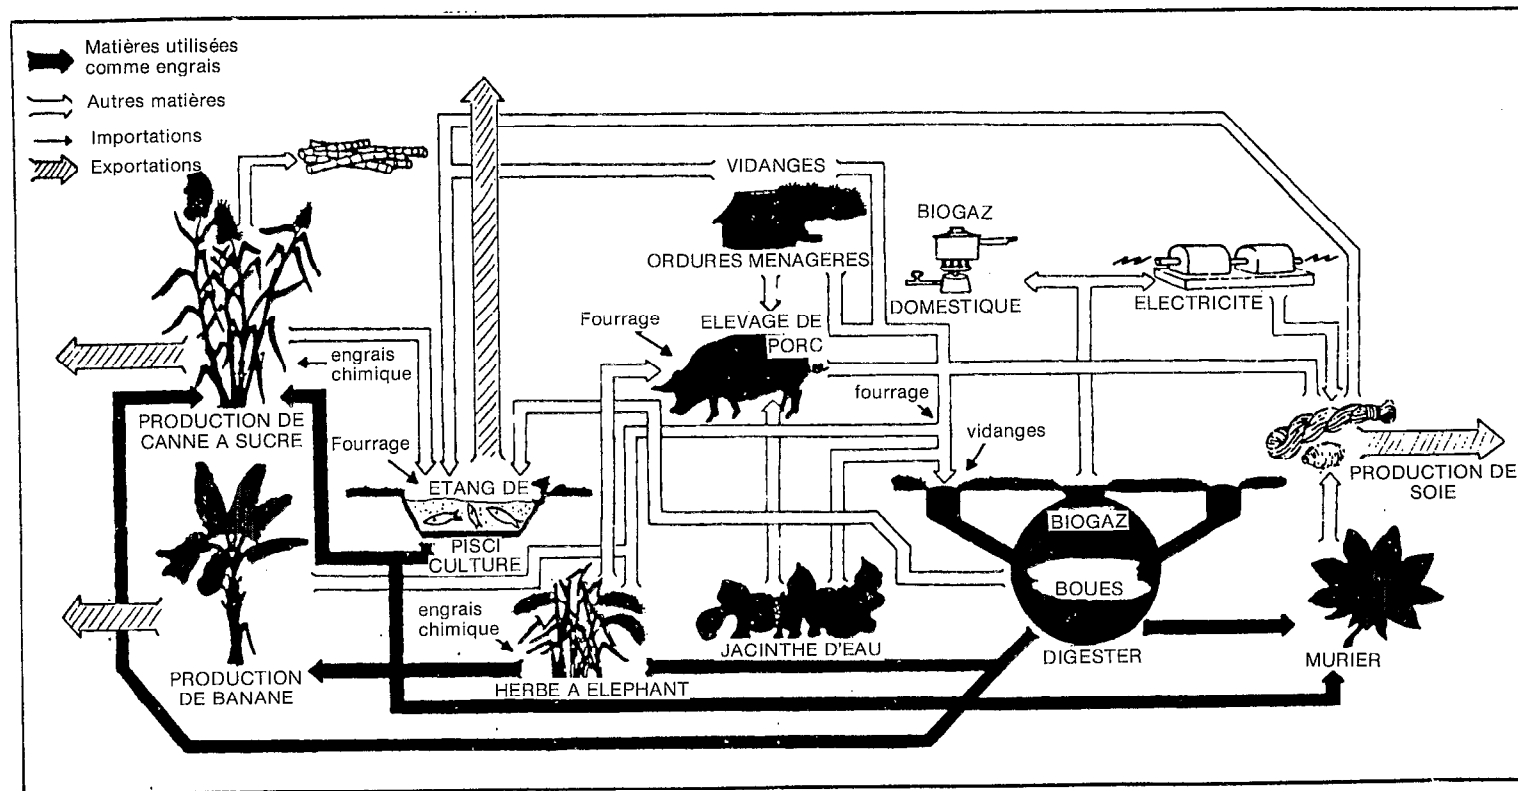 Matières utilisées
comme engrais
Autres matières
Importations
Exportations
VIDANGES
ORDURES MENAGERES
BIOGAZ
DOMESTIQUE
ELECTRICITE
Fourrage
ELEVAGE DE
PORC
engrais
chimique
fourrage
PRODUCTION DE
CANNE A SUCRE
Fourrage
vidanges
ETANG DE
PISCI
CULTURE
BIOGAZ
BOUES
DIGESTER
PRODUCTION DE
SOIE
engrais
chimique
PRODUCTION
DE BANANE
HERBE A ELEPHANT
JACINTHE D'EAU
MURIER